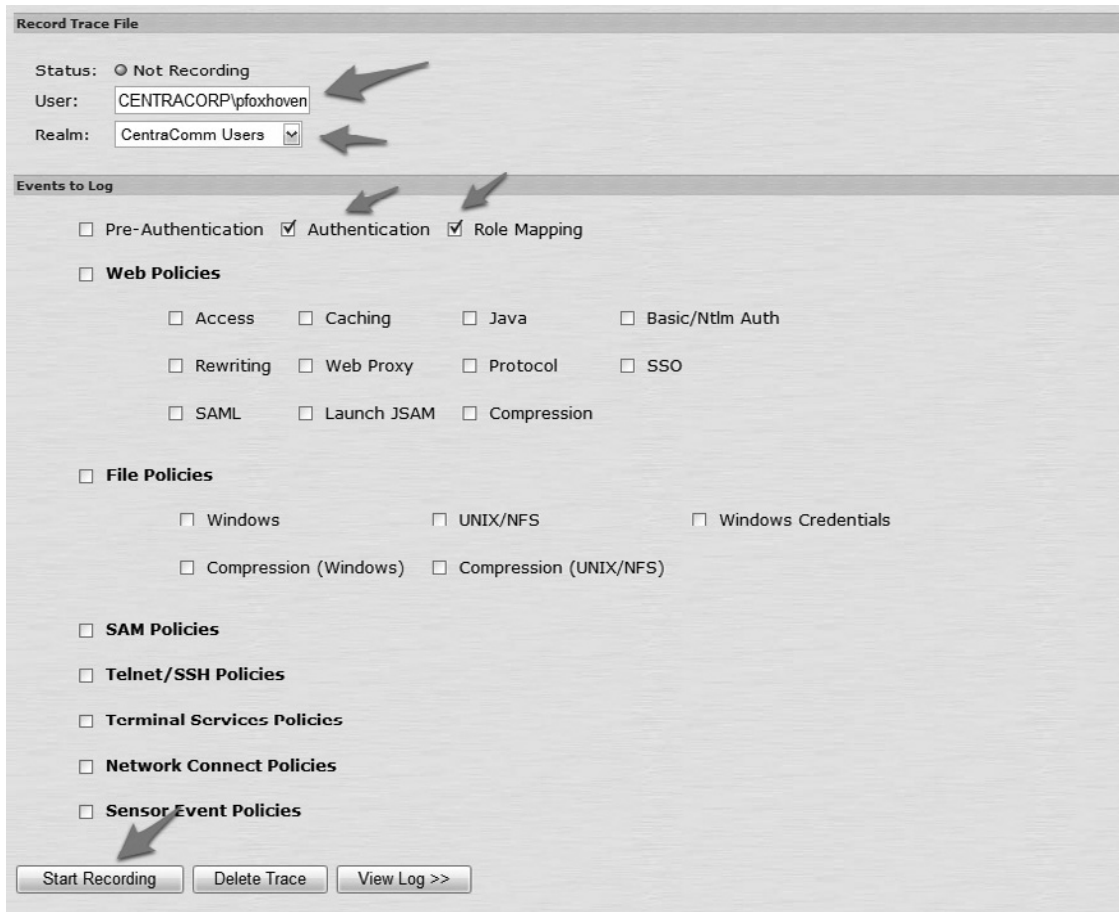 Record Trace File
Status: Not Recording
User: CENTRACORP\pfoxhoven
Realm: CentraComm Users
Events to Log
Pre-Authentication Authentication Role Mapping
Web Policies
Access Caching Java Basic/Ntlm Auth
Rewriting Web Proxy Protocol SSO
SAML Launch JSAM Compression
File Policies
Windows UNIX/NFS Windows Credentials
Compression (Windows) Compression (UNIX/NFS)
SAM Policies
Telnet/SSH Policies
Terminal Services Policies
Network Connect Policies
Sensor Event Policies
Start Recording Delete Trace View Log >>